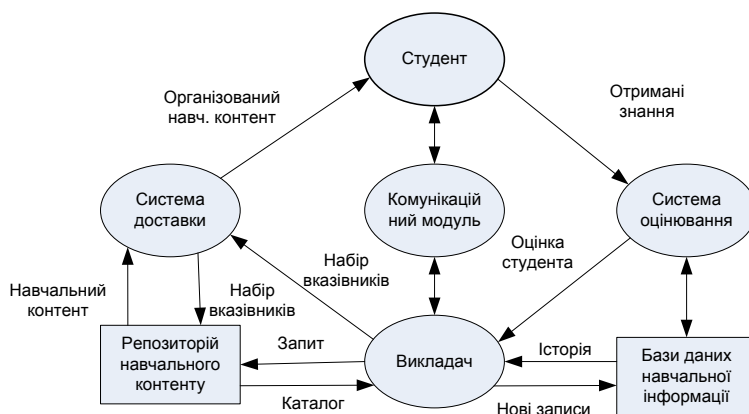 Студент
Організований
навч. контент
Отримані
знання
Система
доставки
Комунікацій
ний модуль
Система
оцінювання
Оцінка
студента
Набір
вказівників
Навчальний
контент
Набір
вказівників
Репозиторій
навчального
контенту
Запит
Викладач
Історія
Бази даних
навчальної
інформації
Каталог
Нові записи